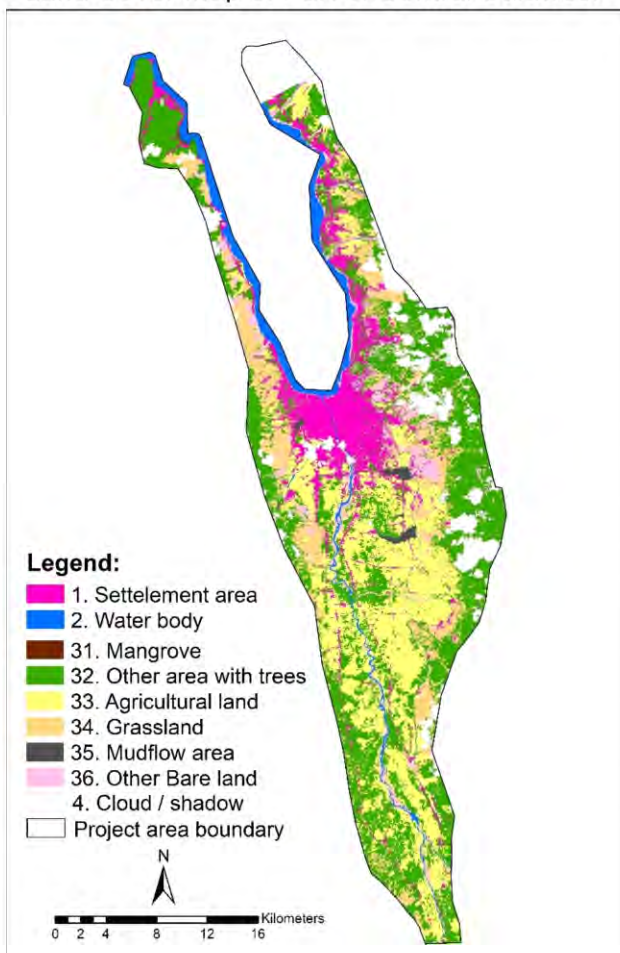 Legend:
1. Settelement area
2. Water body
31. Mangrove
32. Other area with trees
33. Agricultural land
34. Grassland
35. Mudflow area
36. Other Bare land
4. Cloud / shadow
Project area boundary
N
Kilometers
0 2 4 8 12 16